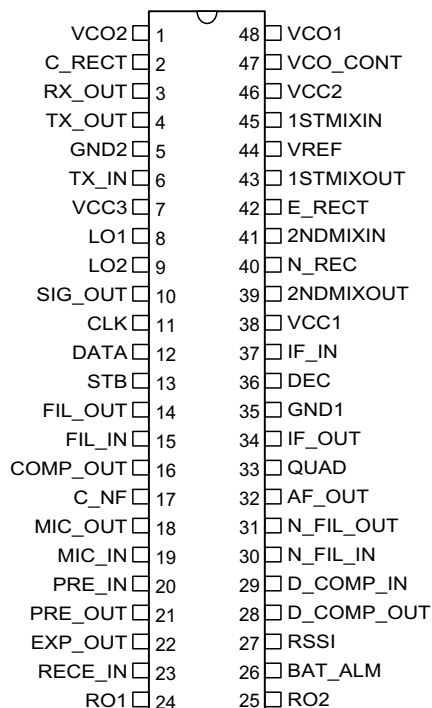 VCO2 1 48 VCO1
C_RECT 2 47 VCO_CONT
RX_OUT 3 46 VCC2
TX_OUT 4 45 1STMIXIN
GND2 5 44 VREF
TX_IN 6 43 1STMIXOUT
VCC3 7 42 E_RECT
LO1 8 41 2NDMIXIN
LO2 9 40 N_REC
SIG_OUT 10 39 2NDMIXOUT
CLK 11 38 VCC1
DATA 12 37 IF_IN
STB 13 36 DEC
FIL_OUT 14 35 GND1
FIL_IN 15 34 IF_OUT
COMP_OUT 16 33 QUAD
C_NF 17 32 AF_OUT
MIC_OUT 18 31 N_FIL_OUT
MIC_IN 19 30 N_FIL_IN
PRE_IN 20 29 D_COMP_IN
PRE_OUT 21 28 D_COMP_OUT
EXP_OUT 22 27 RSSI
RECE_IN 23 26 BAT_ALM
RO1 24 25 RO2